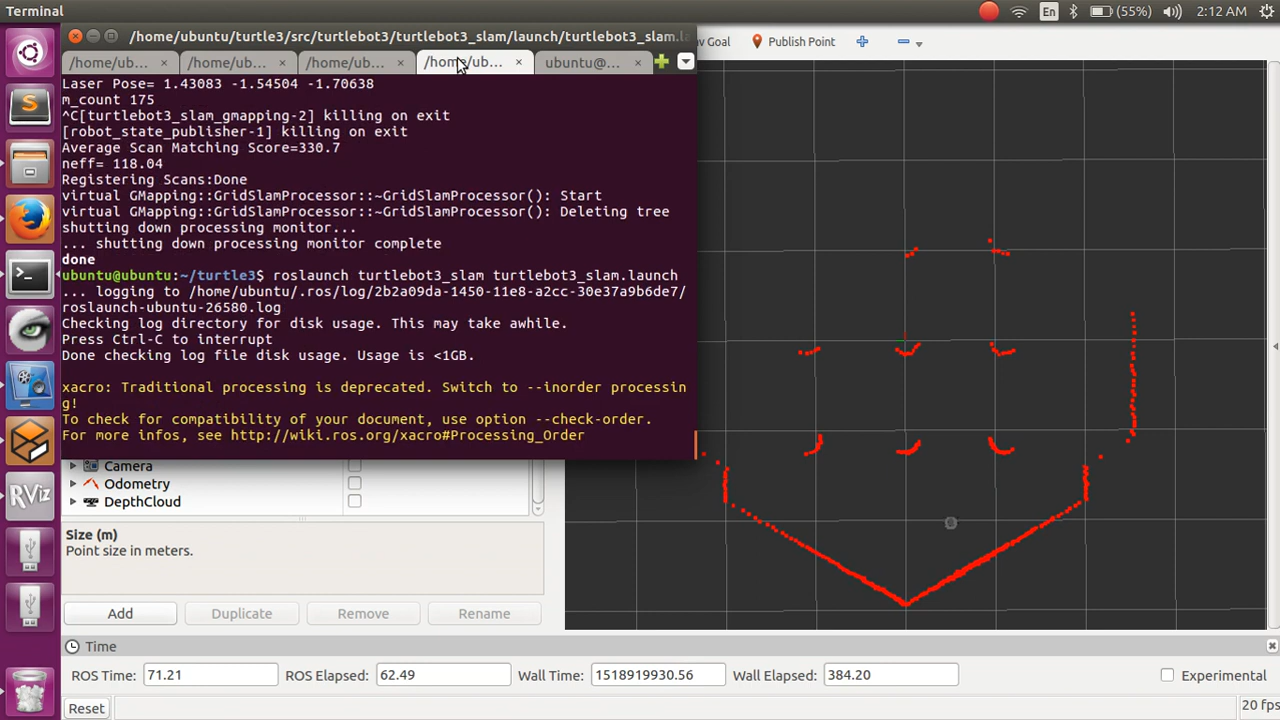 Terminal
En
(55%)
2:12 AM
/home/ubuntu/turtle3/src/turtlebot3/turtlebot3_slam/launch/turtlebot3_slam.l
av Goal
Publish Point
/home/ub...
/home/ub...
/home/ub...
/home/ub...
ubuntu@...
Laser Pose= 1.43083 -1.54504 -1.70638
m_count 175
^C[turtlebot3_slam_gmapping-2] killing on exit
[robot_state_publisher-1] killing on exit
Average Scan Matching Score=330.7
neff= 118.04
Registering Scans:Done
virtual GMapping::GridSlamProcessor::~GridSlamProcessor(): Start
virtual GMapping::GridSlamProcessor::~GridSlamProcessor(): Deleting tree
shutting down processing monitor...
... shutting down processing monitor complete
done
ubuntu@ubuntu:~/turtle3$ roslaunch turtlebot3_slam turtlebot3_slam.launch
... logging to /home/ubuntu/.ros/log/2b2a09da-1450-11e8-a2cc-30e37a9b6de7/
roslaunch-ubuntu-26580.log
Checking log directory for disk usage. This may take awhile.
Press Ctrl-C to interrupt
Done checking log file disk usage. Usage is <1GB.
xacro: Traditional processing is deprecated. Switch to --inorder processin
g!
To check for compatibility of your document, use option --check-order.
For more infos, see http://wiki.ros.org/xacro#Processing_Order
Camera
Odometry
DepthCloud
Size (m)
Point size in meters.
Add
Duplicate
Remove
Rename
Time
ROS Time:
71.21
ROS Elapsed:
62.49
Wall Time:
1518919930.56
Wall Elapsed:
384.20
Experimental
Reset
20 fps
RViz
S